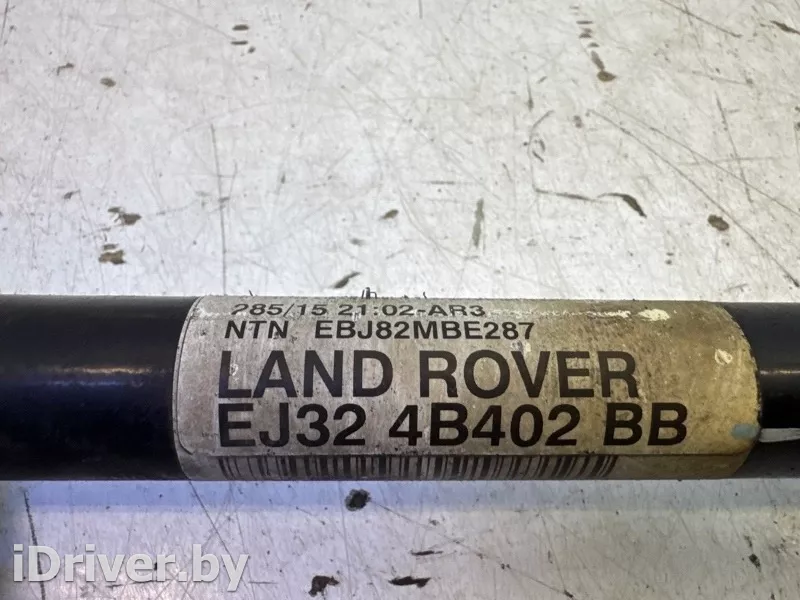 285/15 21:02-AR3
NTN EBJ82MBE287
LAND ROVER
EJ32 4B402 BB
iDriver.by